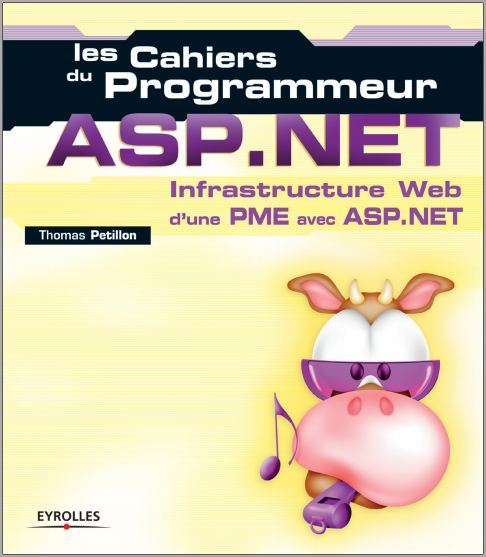 les Cahiers
du Programmeur
ASP.NET
Infrastructure Web
d'une PME avec ASP.NET
Thomas Petillon
EYROLLES